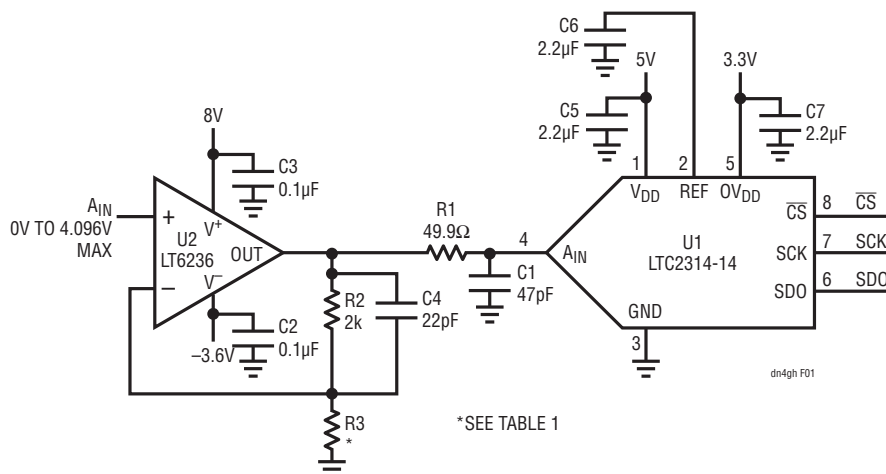 C6
2.2µF
5V
3.3V
C5
2.2µF
C7
2.2µF
8V
C3
0.1µF
1
2
5
VDD
REF
OVDD
AIN
0V TO 4.096V
MAX
+
V+
U2
LT6236
OUT
V–
–
R1
49.9Ω
4
AIN
U1
LTC2314-14
CS
8
CS
SCK
7
SCK
SDO
6
SDO
C1
47pF
R2
2k
C4
22pF
GND
3
C2
0.1µF
–3.6V
dn4gh F01
R3
*
*SEE TABLE 1